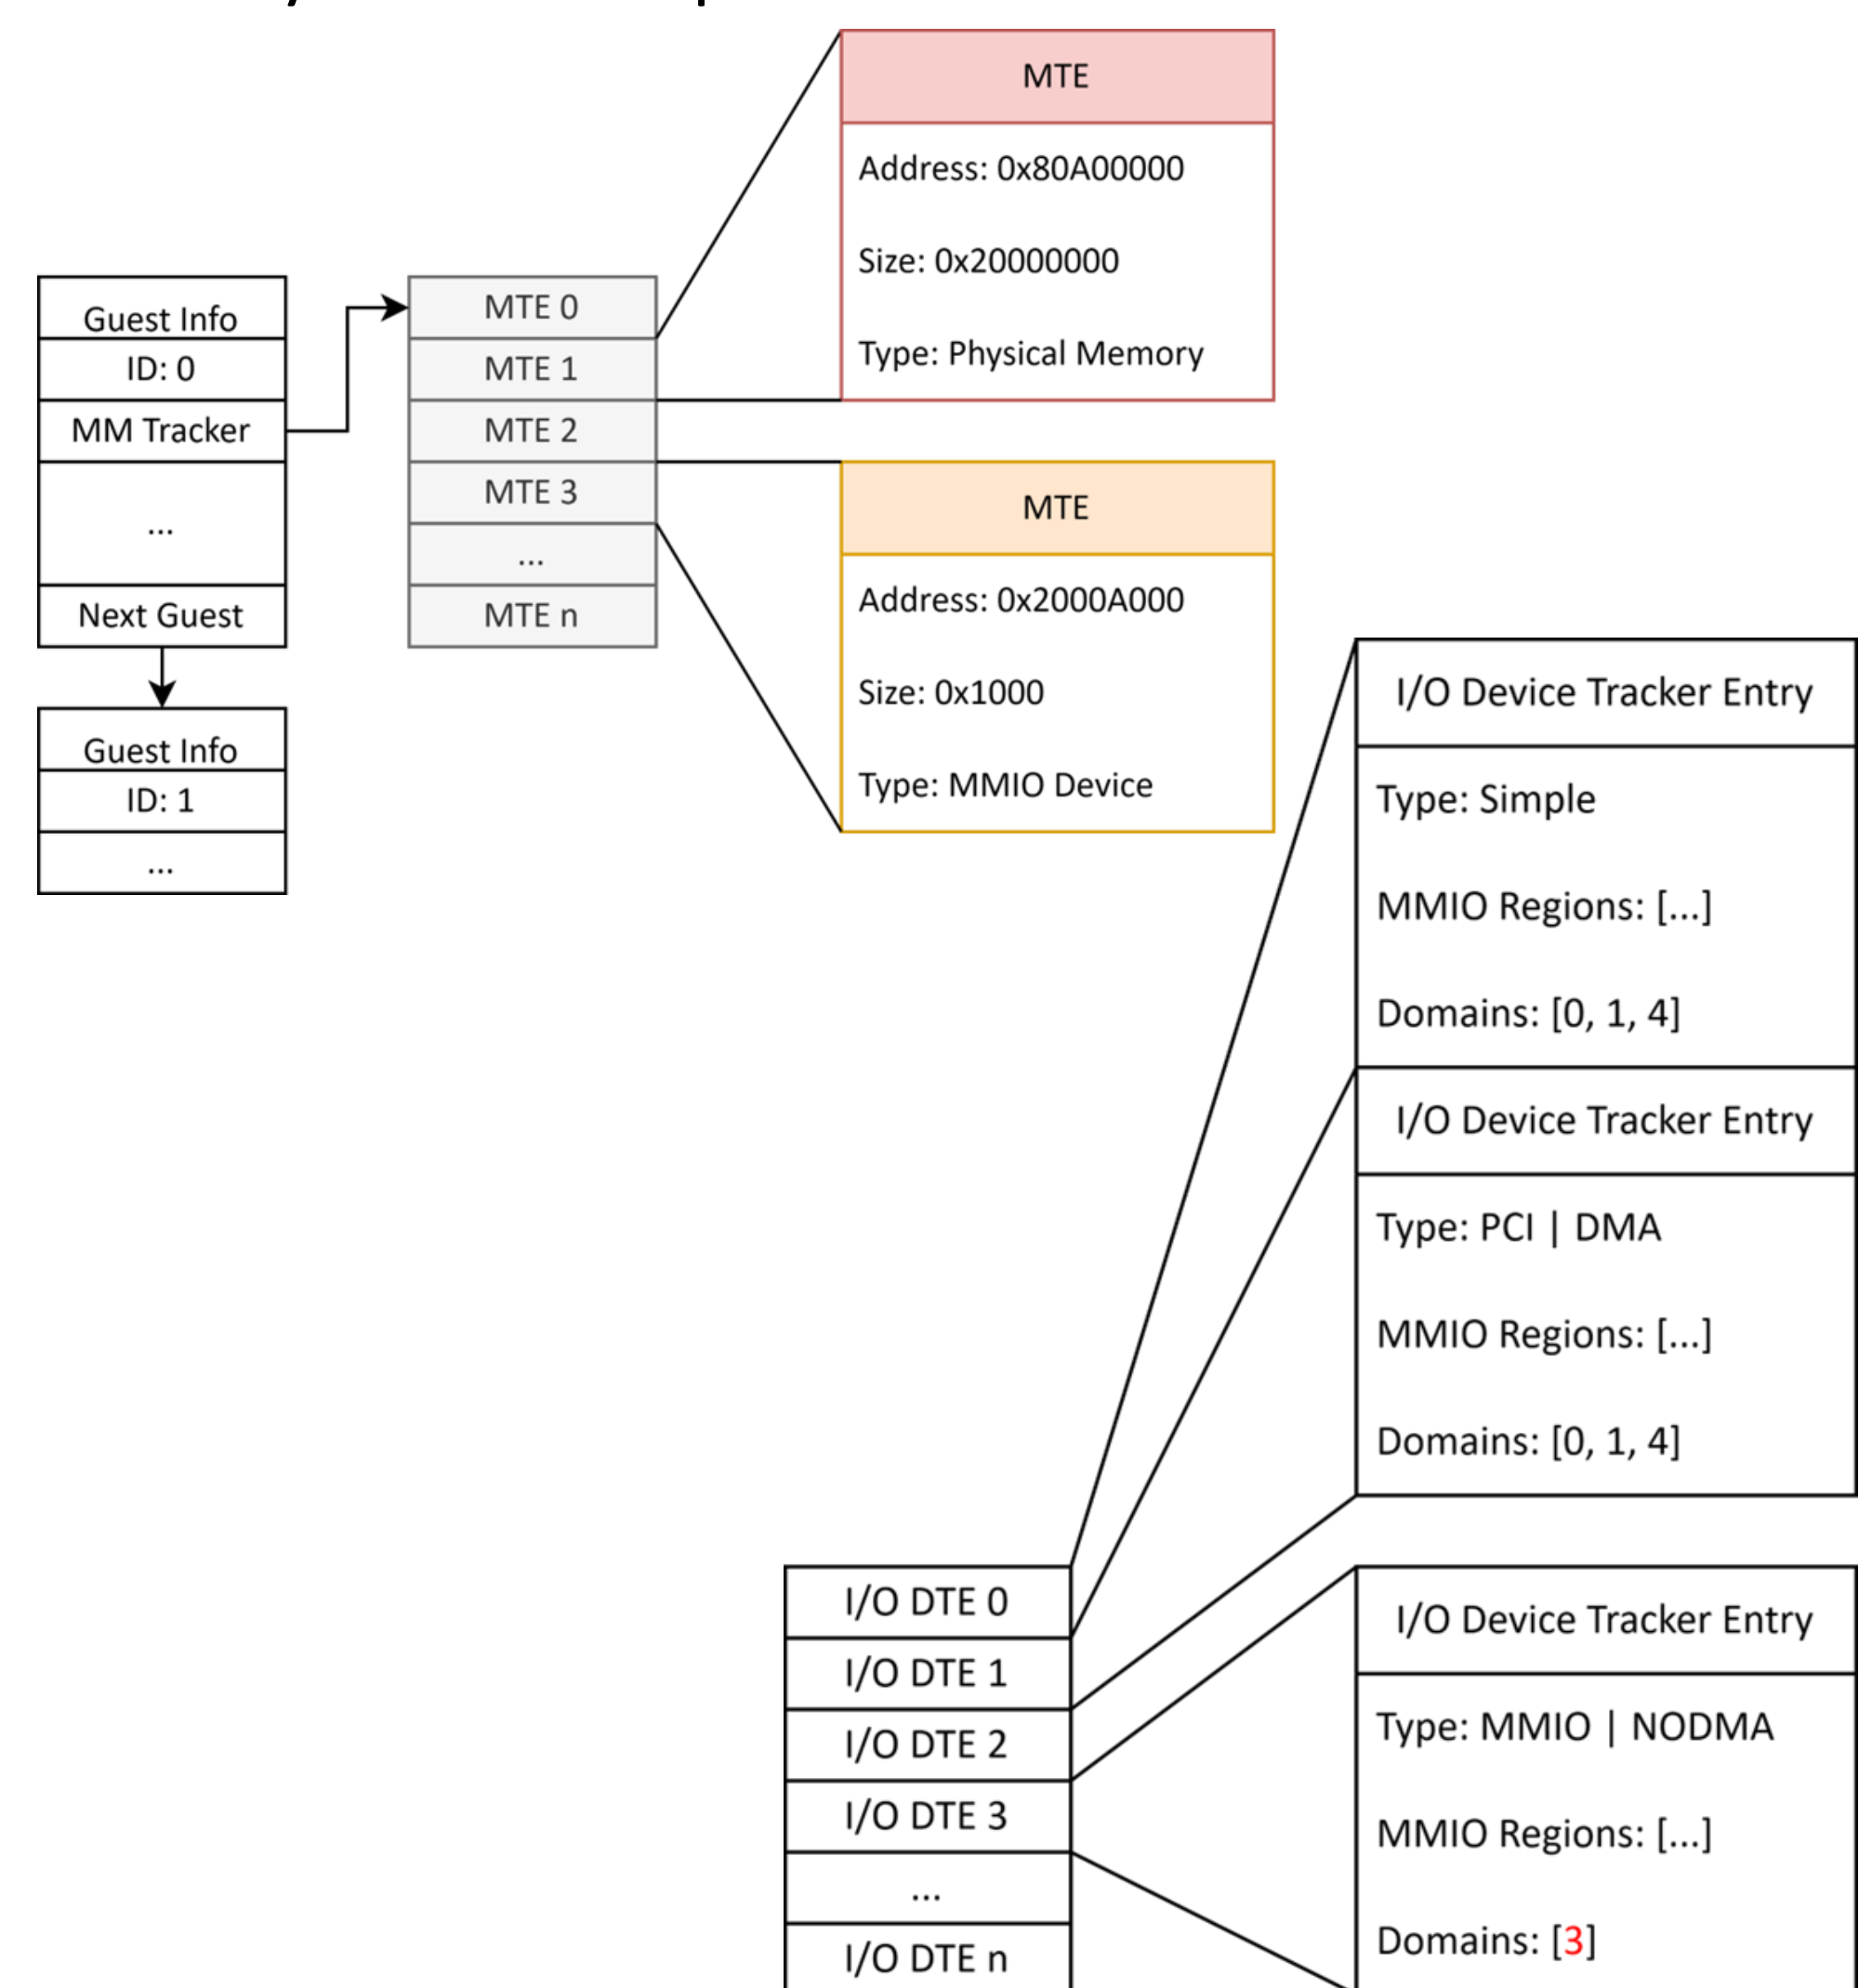 Guest Info
ID: 0
MM Tracker
...
Next Guest
Guest Info
ID: 1
...
MTE 0
MTE 1
MTE 2
MTE 3
...
MTE n
MTE
Address: 0x80A00000
Size: 0x20000000
Type: Physical Memory
MTE
Address: 0x2000A000
Size: 0x1000
Type: MMIO Device
I/O DTE 0
I/O DTE 1
I/O DTE 2
I/O DTE 3
...
I/O DTE n
I/O Device Tracker Entry
Type: Simple
MMIO Regions: [...]
Domains: [0, 1, 4]
I/O Device Tracker Entry
Type: PCI | DMA
MMIO Regions: [...]
Domains: [0, 1, 4]
I/O Device Tracker Entry
Type: MMIO | NODMA
MMIO Regions: [...]
Domains: [3]